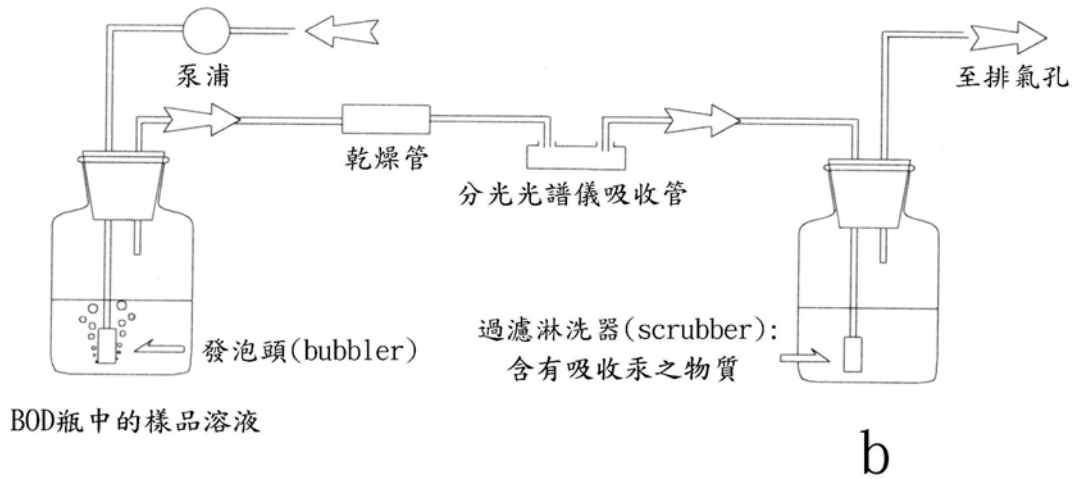 泵浦
至排氣孔
乾燥管
分光光譜儀吸收管
發泡頭(bubbler)
過濾淋洗器(scrubber):
含有吸收汞之物質
BOD瓶中的樣品溶液
b